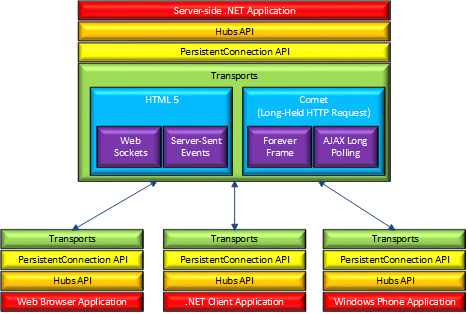 Server-side .NET Application
Hubs API
PersistentConnection API
Transports
HTML 5
Web
Sockets
Server-Sent
Events
Comet
(Long-Held HTTP Request)
Forever
Frame
AJAX Long
Polling
Transports
PersistentConnection API
Hubs API
Web Browser Application
Transports
PersistentConnection API
Hubs API
.NET Client Application
Transports
PersistentConnection API
Hubs API
Windows Phone Application